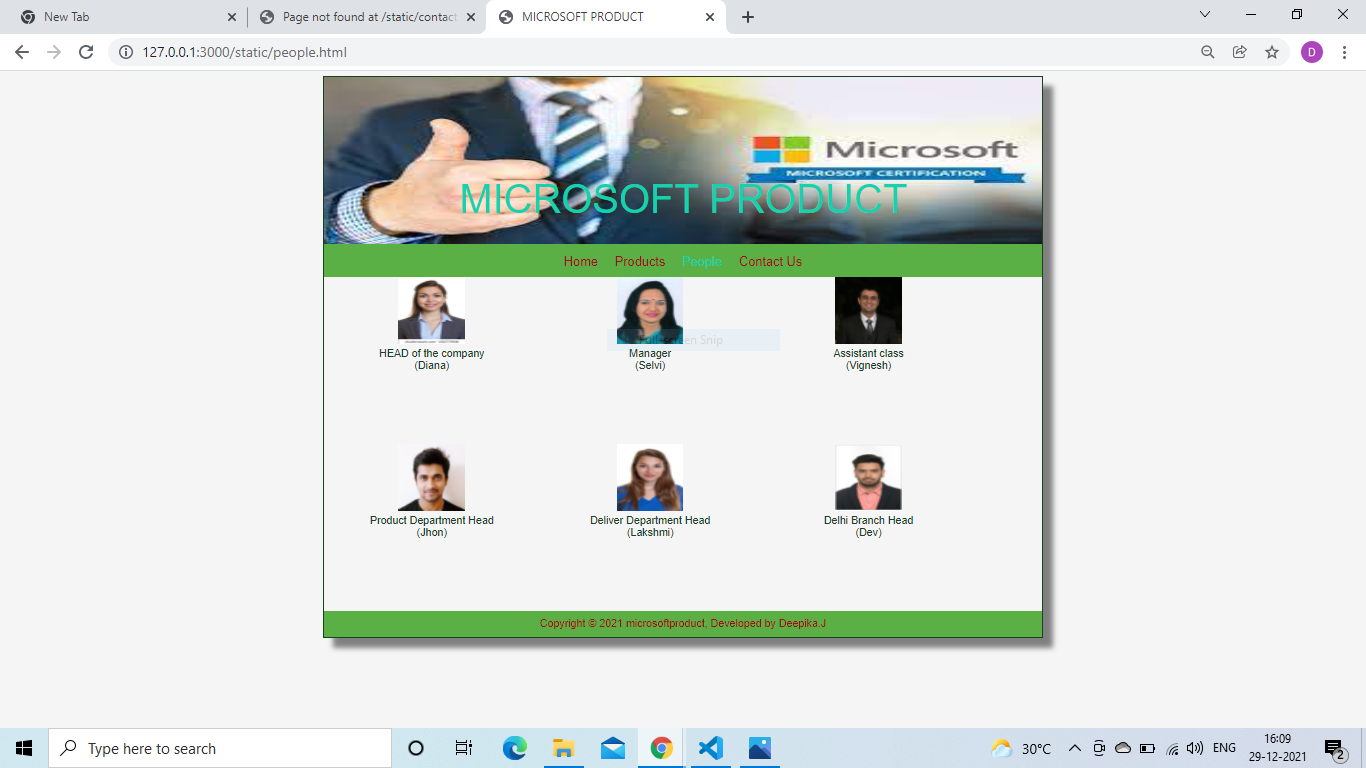 New Tab
Page not found at /static/contact
MICROSOFT PRODUCT
127.0.0.1:3000/static/people.html
D
Microsoft
MICROSOFT CERTIFICATION
MICROSOFT PRODUCT
Home Products People Contact Us
Snip
HEAD of the company
(Diana)
Manager
(Selvi)
Assistant class
(Vignesh)
Product Department Head
(Jhon)
Deliver Department Head
(Lakshmi)
Delhi Branch Head
(Dev)
Copyright © 2021 microsoftproduct, Developed by Deepika.J
Type here to search
30°C
ENG
16:09
29-12-2021
2